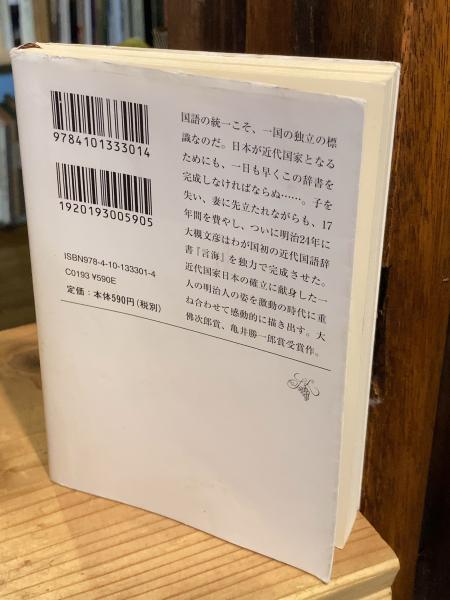 9784101333014
1920193005905
ISBN978-4-10-133301-4
C0193 ¥590E
定価：本体590円(税別)
国語の統一こそ、一国の独立の標
識なのだ。日本が近代国家となる
ためにも、一日も早くこの辞書を
完成しなければならぬ……。子を
失い、妻に先立たれながらも、17
年間を費やし、ついに明治24年に
大槻文彦はわが国初の近代国語辞
書『言海』を独力で完成させた。
近代国家日本の確立に献身した一
人の明治人の姿を激動の時代に重
ね合わせて感動的に描き出す。大
佛次郎賞、亀井勝一郎賞受賞作。